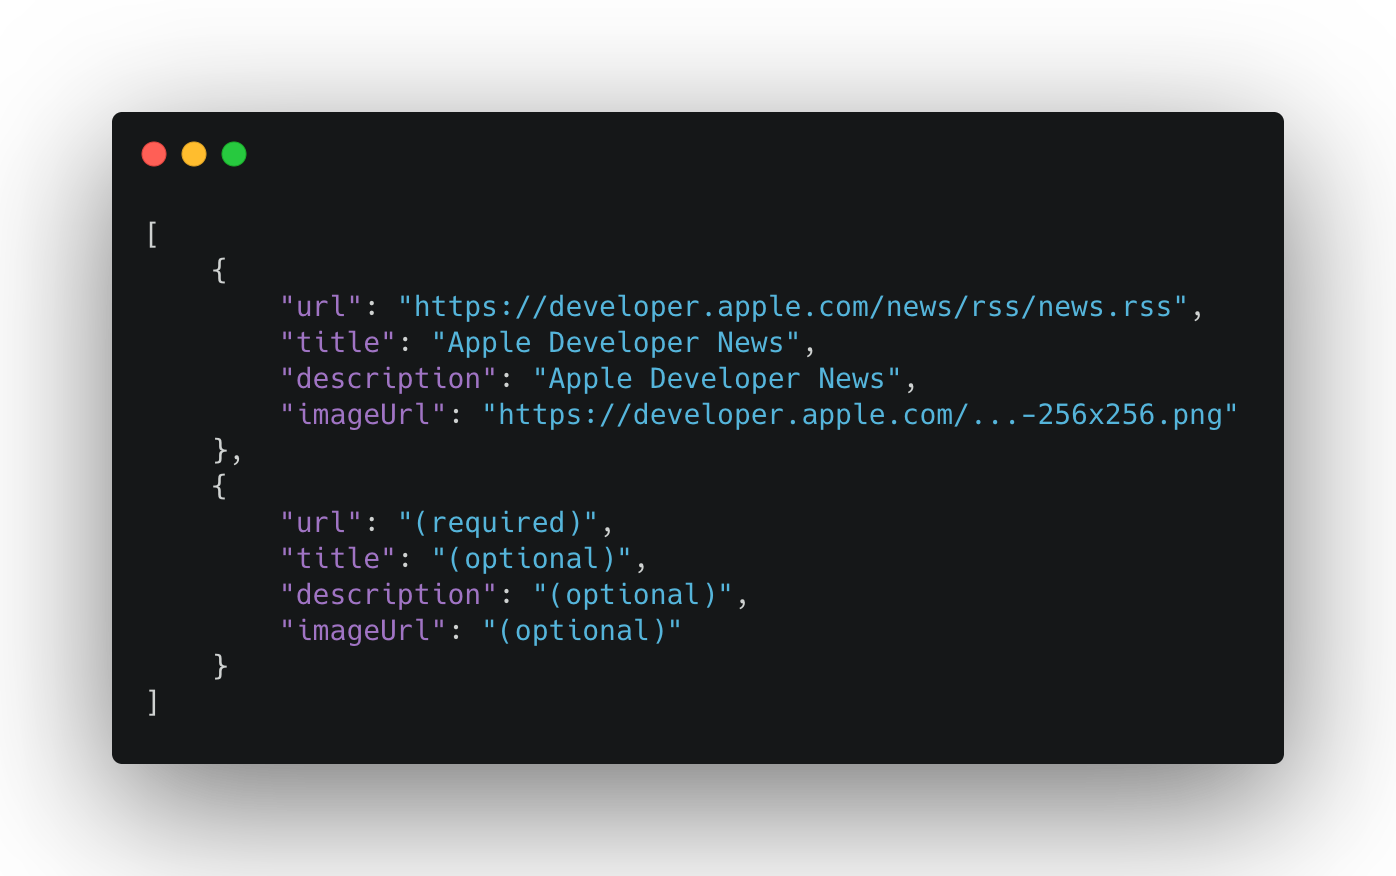 [
    {
        "url": "https://developer.apple.com/news/rss/news.rss",
        "title": "Apple Developer News",
        "description": "Apple Developer News",
        "imageUrl": "https://developer.apple.com/...-256x256.png"
    },
    {
        "url": "(required)",
        "title": "(optional)",
        "description": "(optional)",
        "imageUrl": "(optional)"
    }
]